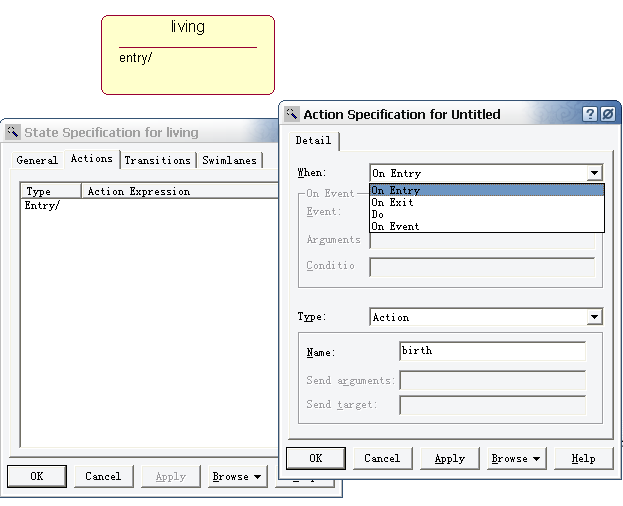 living
entry/
State Specification for living
General
Actions
Transitions
Swimlanes
Type
Action Expression
Entry/
OK
Cancel
Apply
Browse
Action Specification for Untitled
Detail
When:
On Entry
On Entry
On Exit
Do
On Event
On Event
Event:
Arguments
Conditio
Type:
Action
Name:
birth
Send arguments:
Send target:
OK
Cancel
Apply
Browse
Help